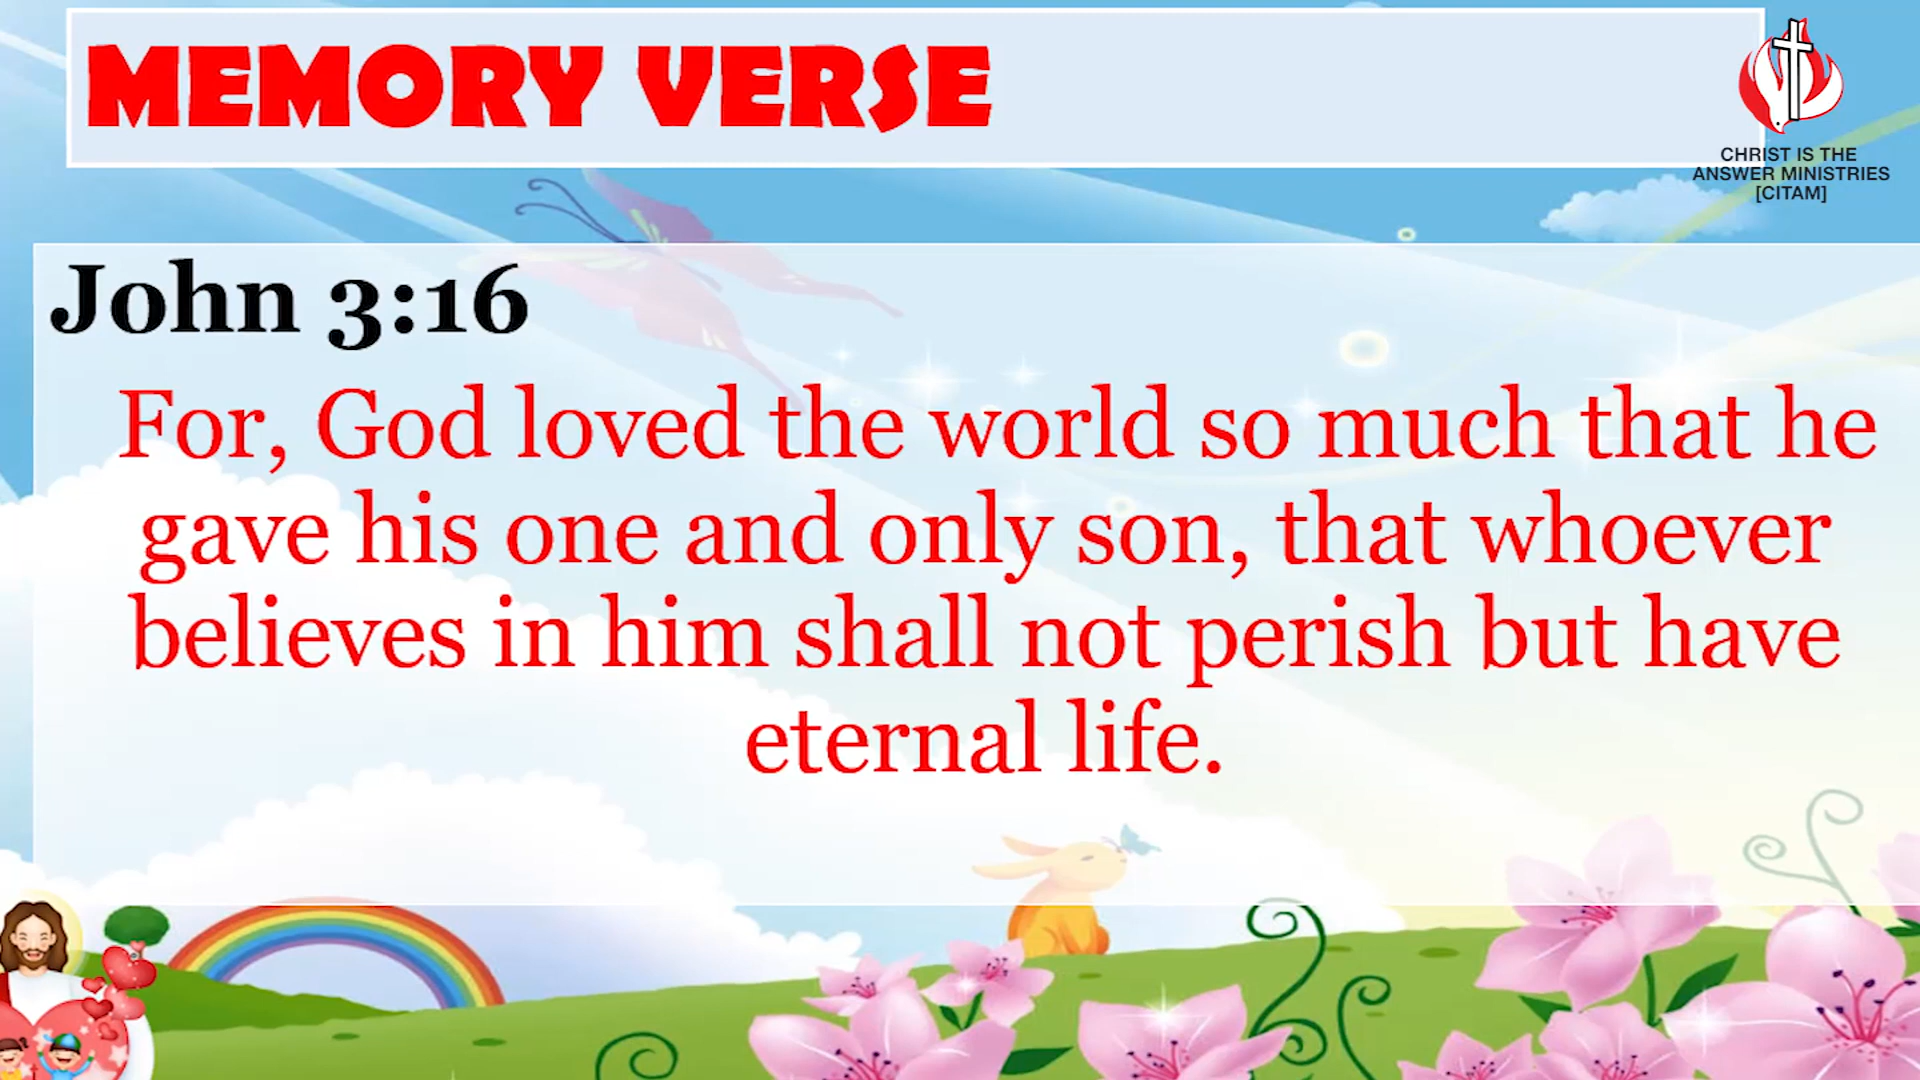 MEMORY VERSE
CHRIST IS THE
ANSWER MINISTRIES
[CITAM]
John 3:16
For, God loved the world so much that he
gave his one and only son, that whoever
believes in him shall not perish but have
eternal life.